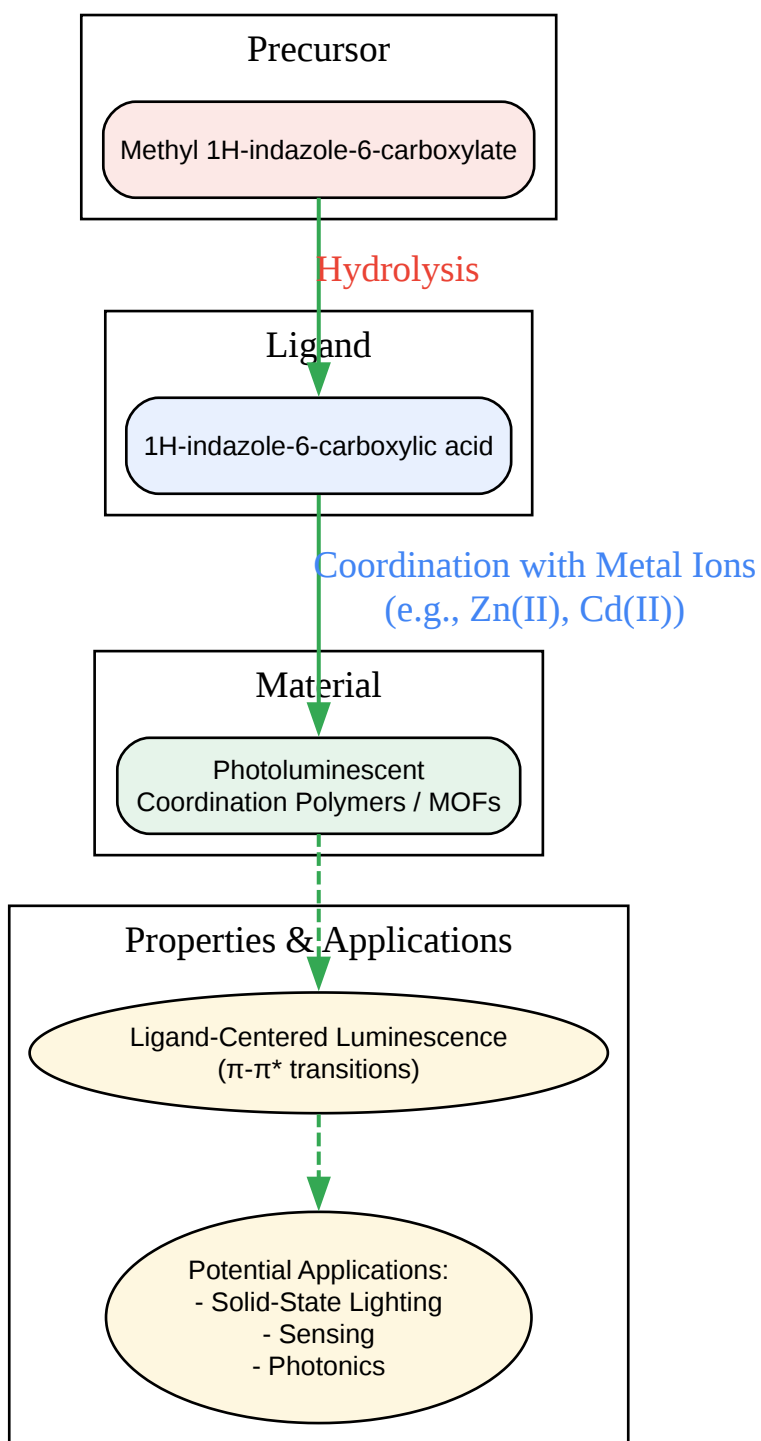 Precursor
Methyl 1H-indazole-6-carboxylate
Hydrolysis
Ligand
1H-indazole-6-carboxylic acid
Coordination with Metal Ions
(e.g., Zn(II), Cd(II))
Material
Photoluminescent
Coordination Polymers / MOFs
Properties & Applications
Ligand-Centered Luminescence
(π-π* transitions)
Potential Applications:
- Solid-State Lighting
- Sensing
- Photonics